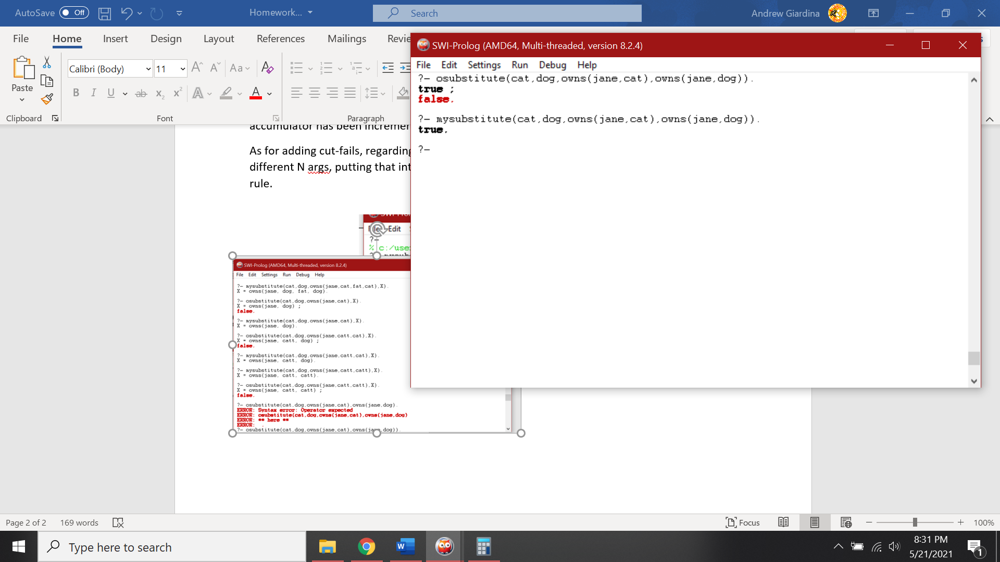 AutoSave Off Homework... Search Andrew Giardina
File Home Insert Design Layout References Mailings
SWI-Prolog (AMD64, Multi-threaded, version 8.2.4)
File Edit Settings Run Debug Help
Paste
Calibri (Body) 11
Aa
B I U ab x2 x2 A A
Clipboard Font Paragraph
?- osubstitute(cat,dog,owns(jane,cat),owns(jane,dog)).
true ;
false.
?- mysubstitute(cat,dog,owns(jane,cat),owns(jane,dog)).
true.
?-
accumulator has been
As for adding cut-fails,
different N args, putting that
rule.
Edit
?-
% c:/use
SWI-Prolog (AMD64, Multi-threaded, version 8.2.4)
File Edit Settings Run Debug Help
?- mysubstitute(cat,dog,owns(jane,cat,fat,cat),X).
X = owns(jane, dog, fat, dog).
?- osubstitute(cat,dog,owns(jane,cat),X).
X = owns(jane, dog) ;
false.
?- mysubstitute(cat,dog,owns(jane,cat),X).
X = owns(jane, dog).
?- osubstitute(cat,dog,owns(jane,catt,cat),X).
X = owns(jane, catt, dog) ;
false.
?- mysubstitute(cat,dog,owns(jane,catt,cat),X).
X = owns(jane, catt, dog).
?- mysubstitute(cat,dog,owns(jane,catt,catt),X).
X = owns(jane, catt, catt).
?- osubstitute(cat,dog,owns(jane,catt,catt),X).
X = owns(jane, catt, catt) ;
false.
?- osubstitute(cat,dog,owns(jane,cat),owns(jane,dog).
ERROR: Syntax error: Operator expected
ERROR: osubstitute(cat,dog,owns(jane,cat),owns(jane,dog)
ERROR: ** here **
ERROR: .
?- osubstitute(cat,dog,owns(jane,cat),owns(jane,dog)).
Page 2 of 2 169 words Focus 100%
Type here to search
8:31 PM
5/21/2021
1